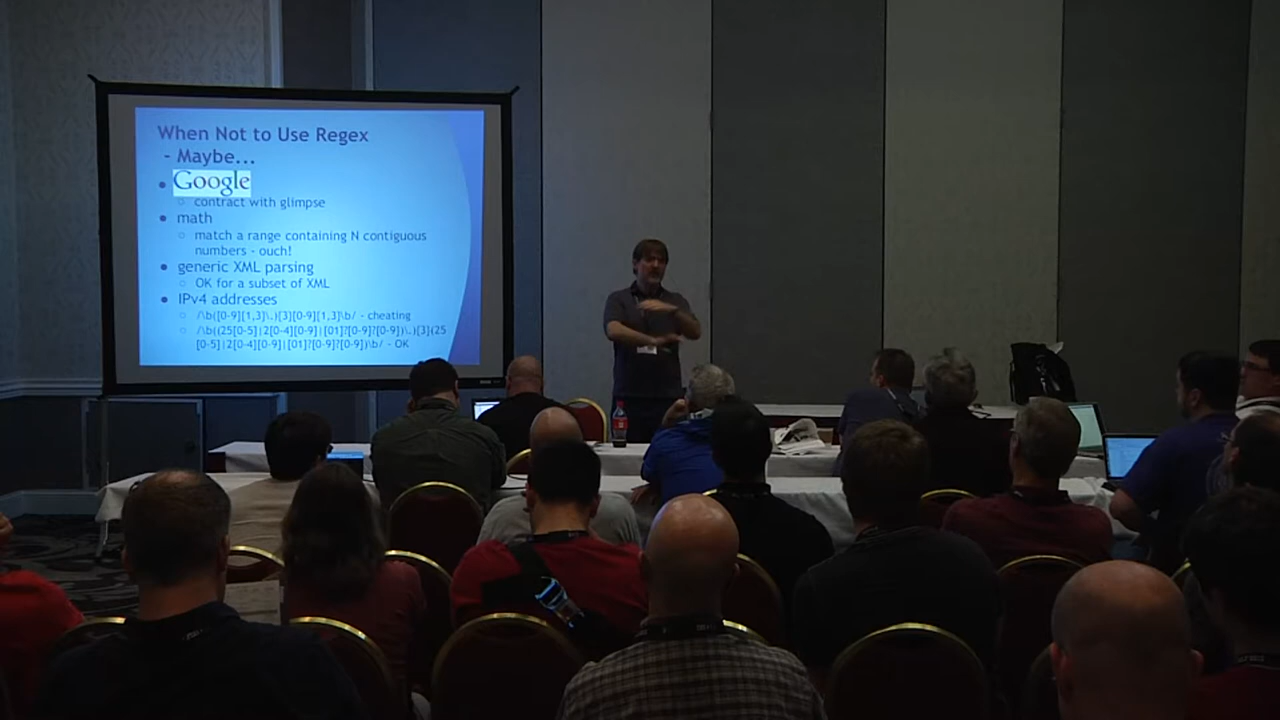 When Not to Use Regex
- Maybe...
• Google
○ contract with glimpse
• math
○ match a range containing N contiguous
numbers - ouch!
• generic XML parsing
○ OK for a subset of XML
• IPv4 addresses
○ /\b([0-9]{1,3}\.){3}[0-9]{1,3}\b/ - cheating
○ /\b((25[0-5]|2[0-4][0-9]|[01]?[0-9]?[0-9])\.){3}(25
[0-5]|2[0-4][0-9]|[01]?[0-9]?[0-9])\b/ - OK